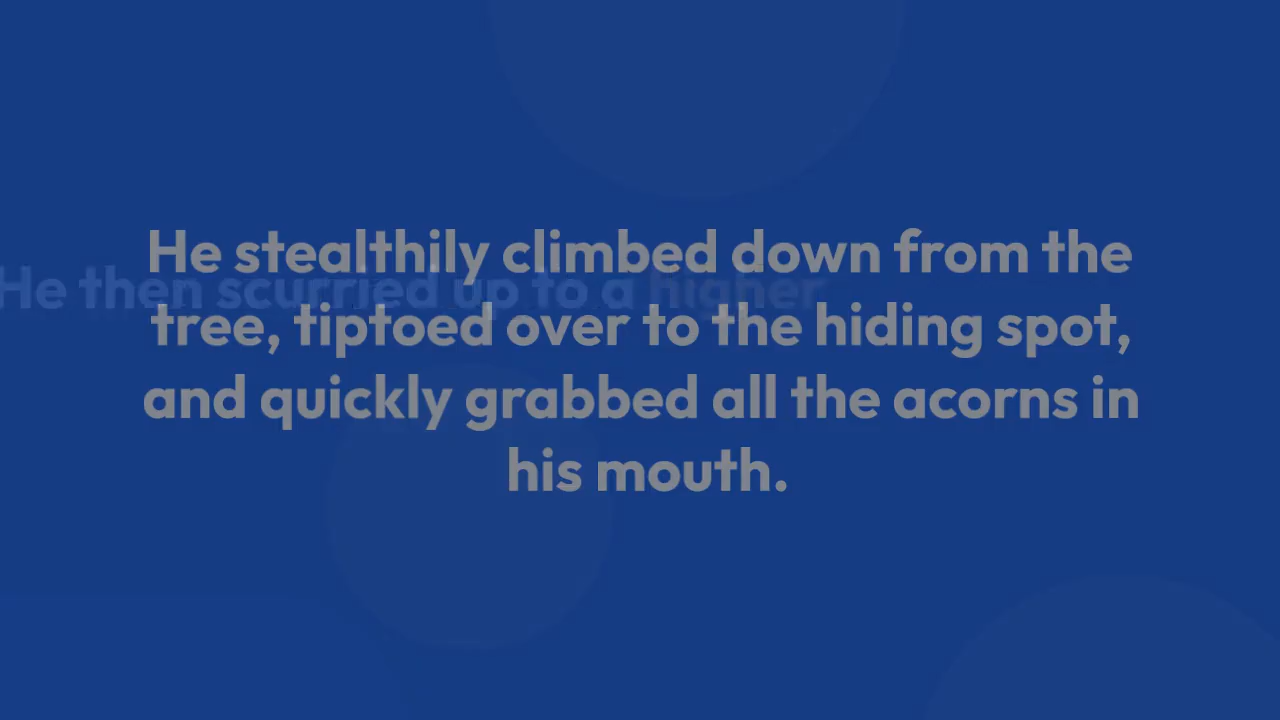 He stealthily climbed down from the
He then scurried up to a higher
tree, tiptoed over to the hiding spot,
and quickly grabbed all the acorns in
his mouth.